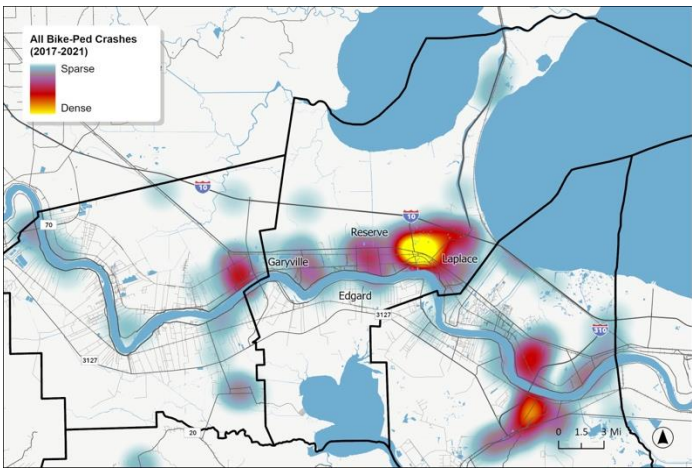 All Bike-Ped Crashes
(2017-2021)
Sparse
Dense
10
70
10
Reserve
Garyville
Laplace
Edgard
3127
310
3127
20
0 1.5 3 Mi